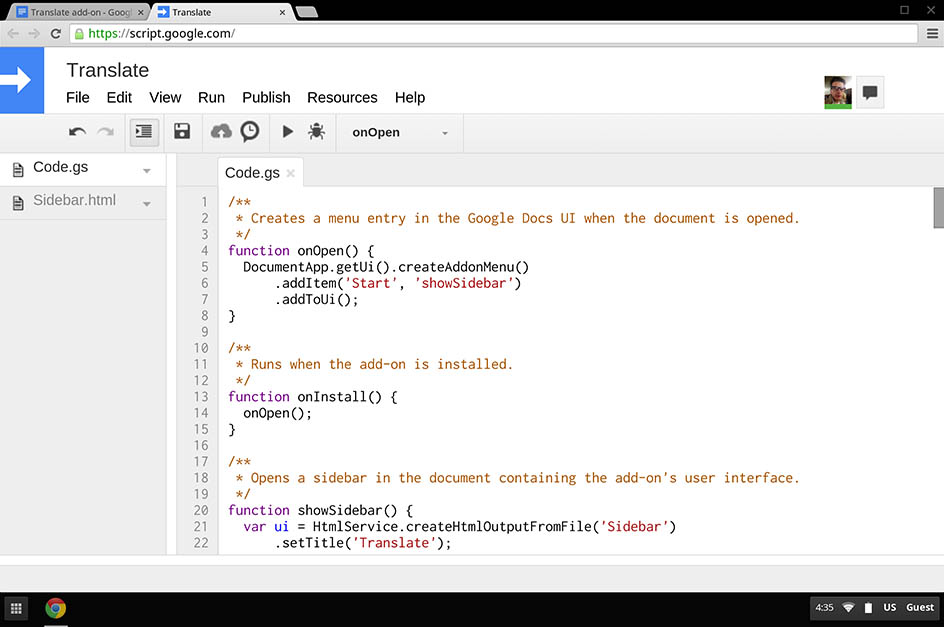 Translate add-on - Googl
Translate
https://script.google.com/
Translate
File Edit View Run Publish Resources Help
onOpen
Code.gs
Sidebar.html
Code.gs
1 /**
2  * Creates a menu entry in the Google Docs UI when the document is opened.
3  */
4 function onOpen() {
5   DocumentApp.getUi().createAddonMenu()
6       .addItem('Start', 'showSidebar')
7       .addToUi();
8 }
9
10 /**
11  * Runs when the add-on is installed.
12  */
13 function onInstall() {
14   onOpen();
15 }
16
17 /**
18  * Opens a sidebar in the document containing the add-on's user interface.
19  */
20 function showSidebar() {
21   var ui = HtmlService.createHtmlOutputFromFile('Sidebar')
22       .setTitle('Translate');
4:35 US Guest